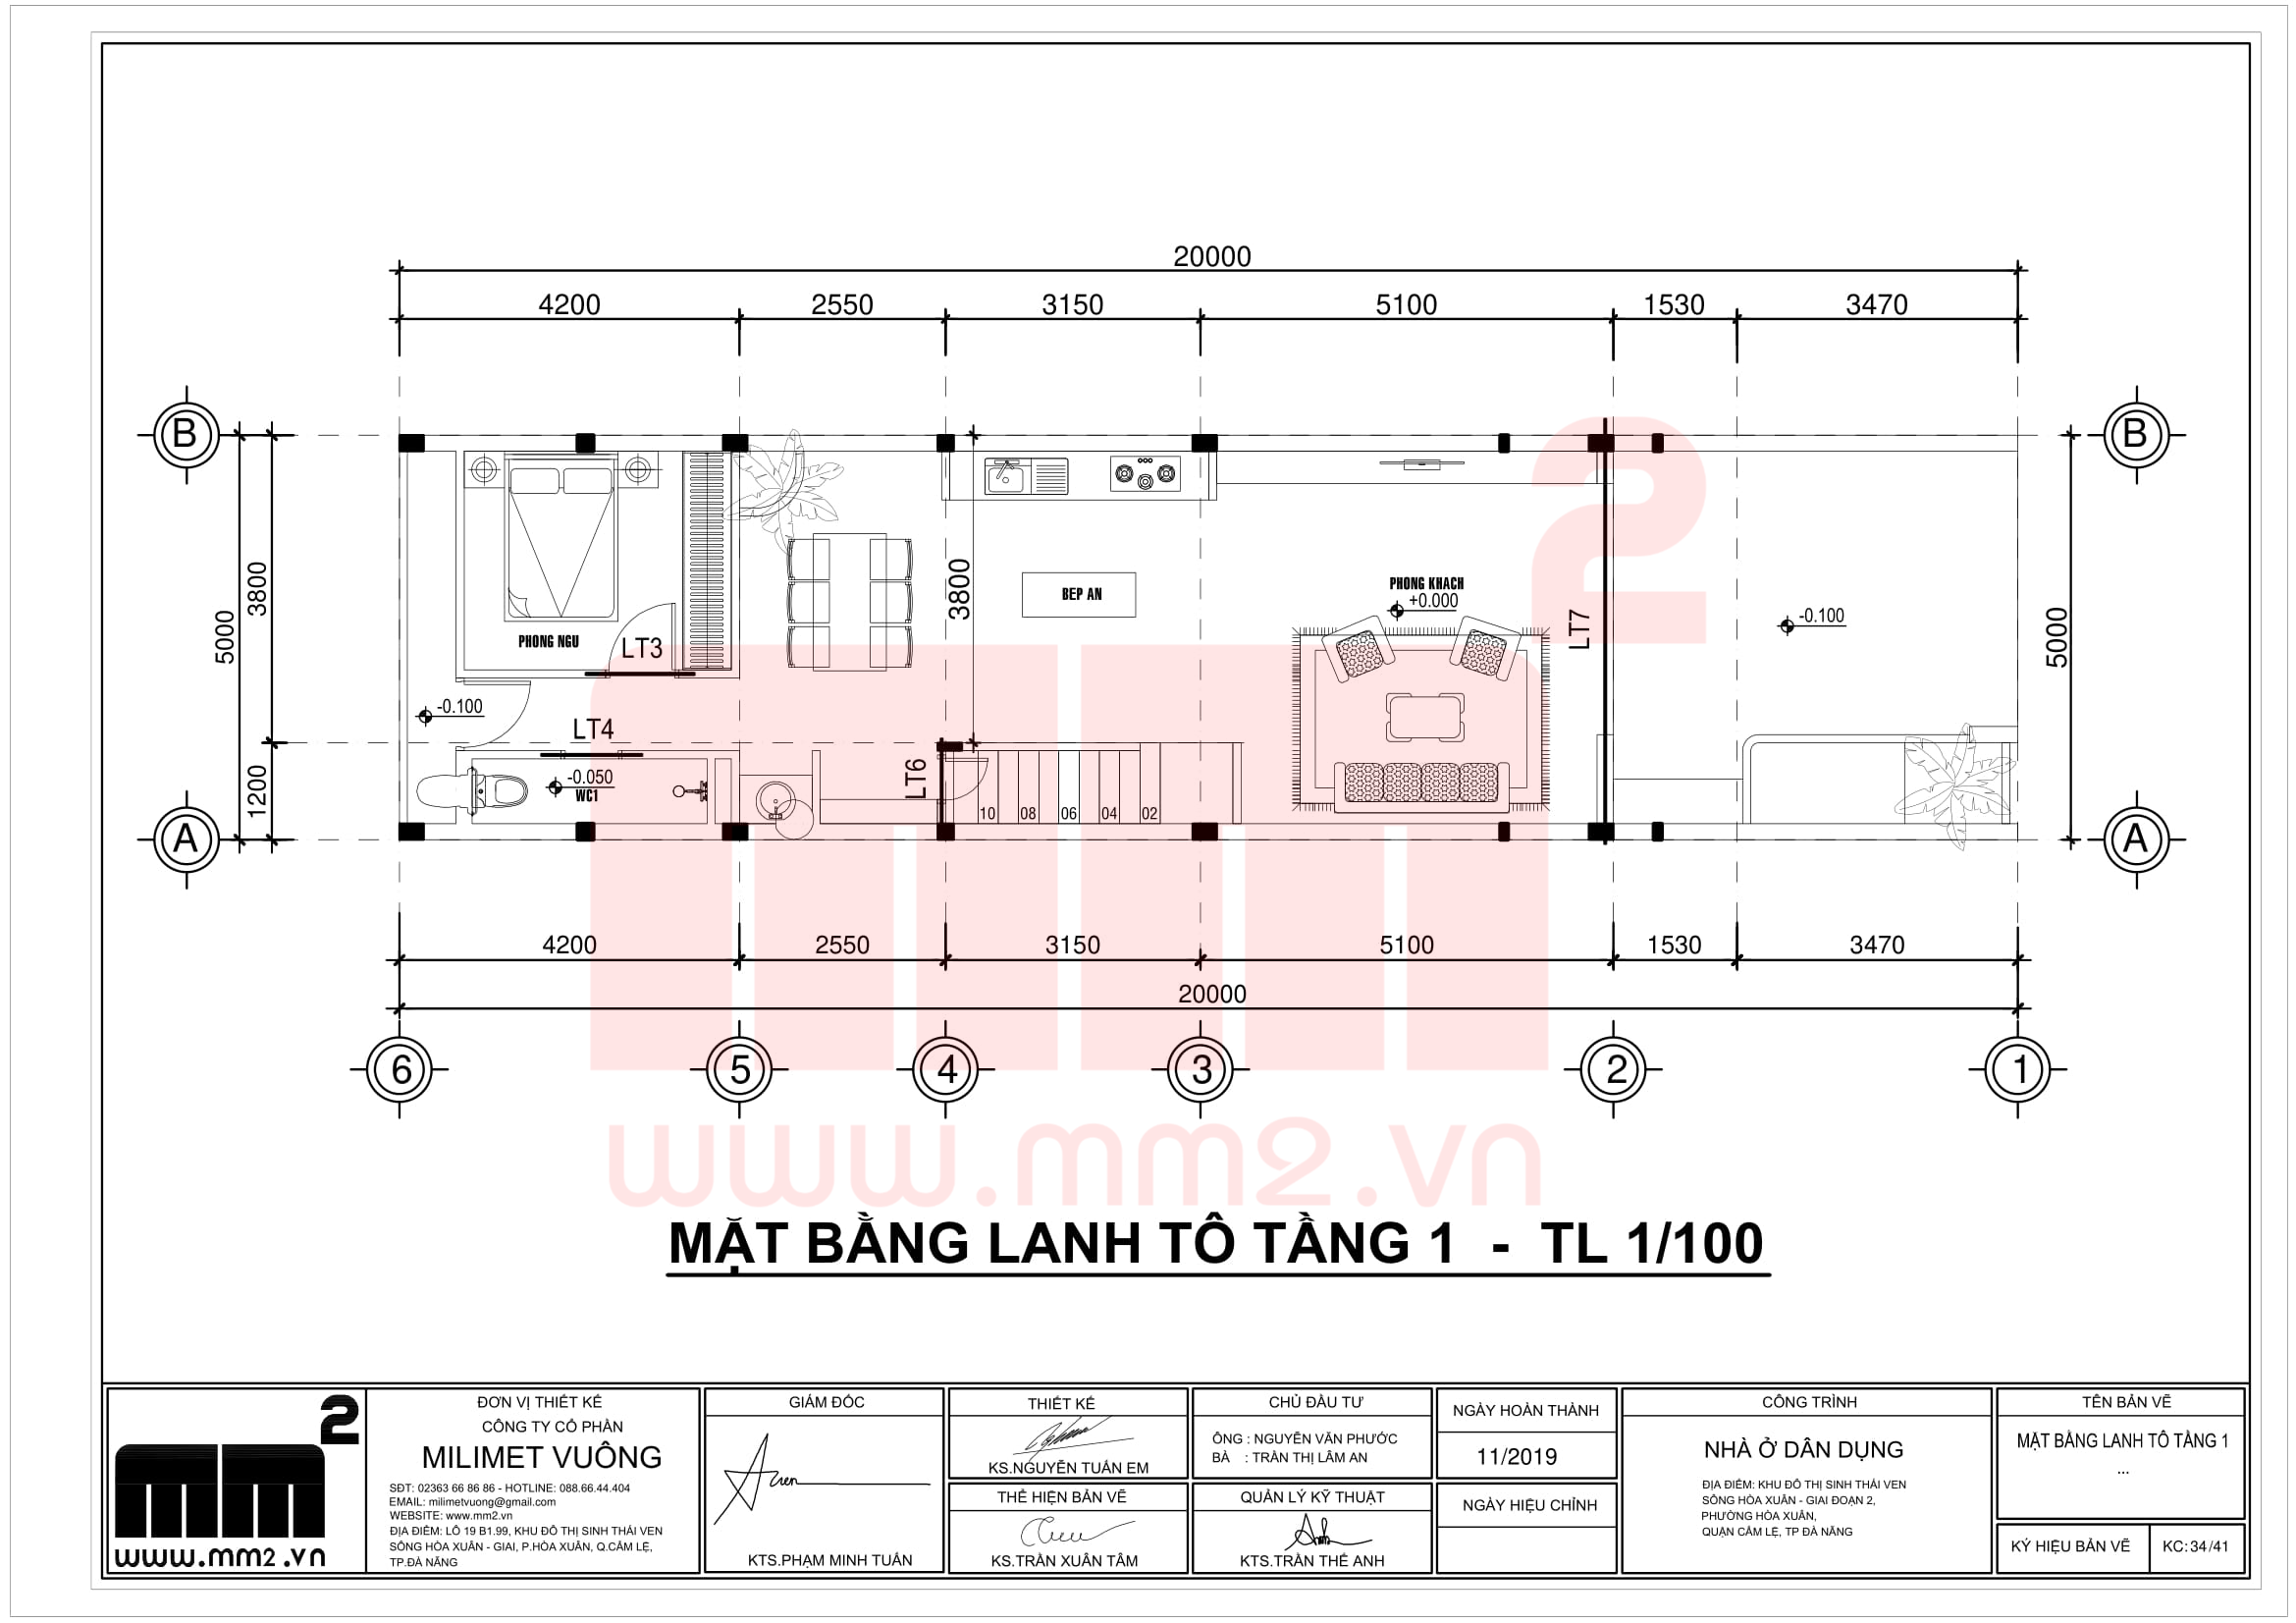 20000
4200 2550 3150 5100 1530 3470
B
B
5000
3800
1200
3800
5000
BEP AN
PHONG KHACH
+0.000
-0.100
PHONG NGU
LT3
LT7
-0.100
LT4
-0.050
WC1
LT6
10 08 06 04 02
A
A
4200 2550 3150 5100 1530 3470
20000
6 5 4 3 2 1
mm2
www.mm2.vn
MẶT BẰNG LANH TÔ TẦNG 1 - TL 1/100
mm2
www.mm2.vn
ĐƠN VỊ THIẾT KẾ
CÔNG TY CỔ PHẦN
MILIMET VUÔNG
SĐT: 02363 66 86 86 - HOTLINE: 088.66.44.404
EMAIL: milimetvuong@gmail.com
WEBSITE: www.mm2.vn
ĐỊA ĐIỂM: LÔ 19 B1.99, KHU ĐÔ THỊ SINH THÁI VEN
SÔNG HÒA XUÂN - GIAI, P.HÒA XUÂN, Q.CẨM LỆ,
TP.ĐÀ NẴNG
GIÁM ĐỐC
KTS.PHẠM MINH TUẤN
THIẾT KẾ
KS.NGUYỄN TUẤN EM
THỂ HIỆN BẢN VẼ
KS.TRẦN XUÂN TÂM
CHỦ ĐẦU TƯ
ÔNG : NGUYỄN VĂN PHƯỚC
BÀ : TRẦN THỊ LÂM AN
QUẢN LÝ KỸ THUẬT
KTS.TRẦN THẾ ANH
NGÀY HOÀN THÀNH
11/2019
NGÀY HIỆU CHỈNH
CÔNG TRÌNH
NHÀ Ở DÂN DỤNG
ĐỊA ĐIỂM: KHU ĐÔ THỊ SINH THÁI VEN
SÔNG HÒA XUÂN - GIAI ĐOẠN 2,
PHƯỜNG HÒA XUÂN,
QUẬN CẨM LỆ, TP ĐÀ NẴNG
TÊN BẢN VẼ
MẶT BẰNG LANH TÔ TẦNG 1
...
KÝ HIỆU BẢN VẼ
KC: 34/41